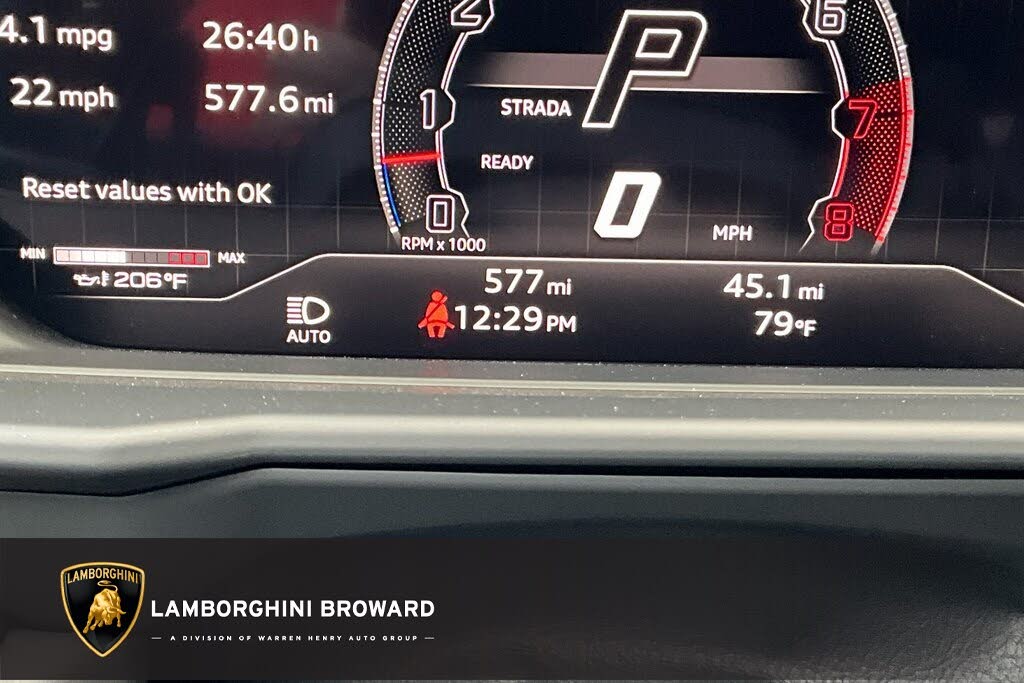 4.1 mpg
26:40 h
22 mph
577.6 mi
Reset values with OK
MIN
MAX
206°F
2
1
0
RPM x 1000
P
STRADA
READY
0
MPH
6
7
8
AUTO
577 mi
12:29 PM
45.1 mi
79°F
LAMBORGHINI
LAMBORGHINI BROWARD
— A DIVISION OF WARREN HENRY AUTO GROUP —